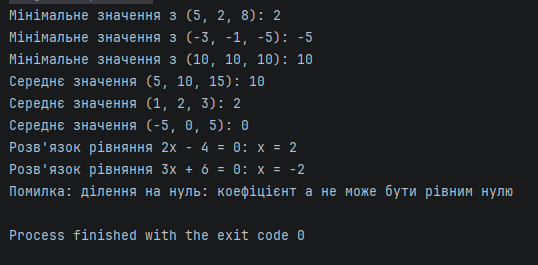 Мінімальне значення з (5, 2, 8): 2
Мінімальне значення з (-3, -1, -5): -5
Мінімальне значення з (10, 10, 10): 10
Середнє значення (5, 10, 15): 10
Середнє значення (1, 2, 3): 2
Середнє значення (-5, 0, 5): 0
Розв'язок рівняння 2x - 4 = 0: x = 2
Розв'язок рівняння 3x + 6 = 0: x = -2
Помилка: ділення на нуль: коефіцієнт a не може бути рівним нулю
Process finished with the exit code 0